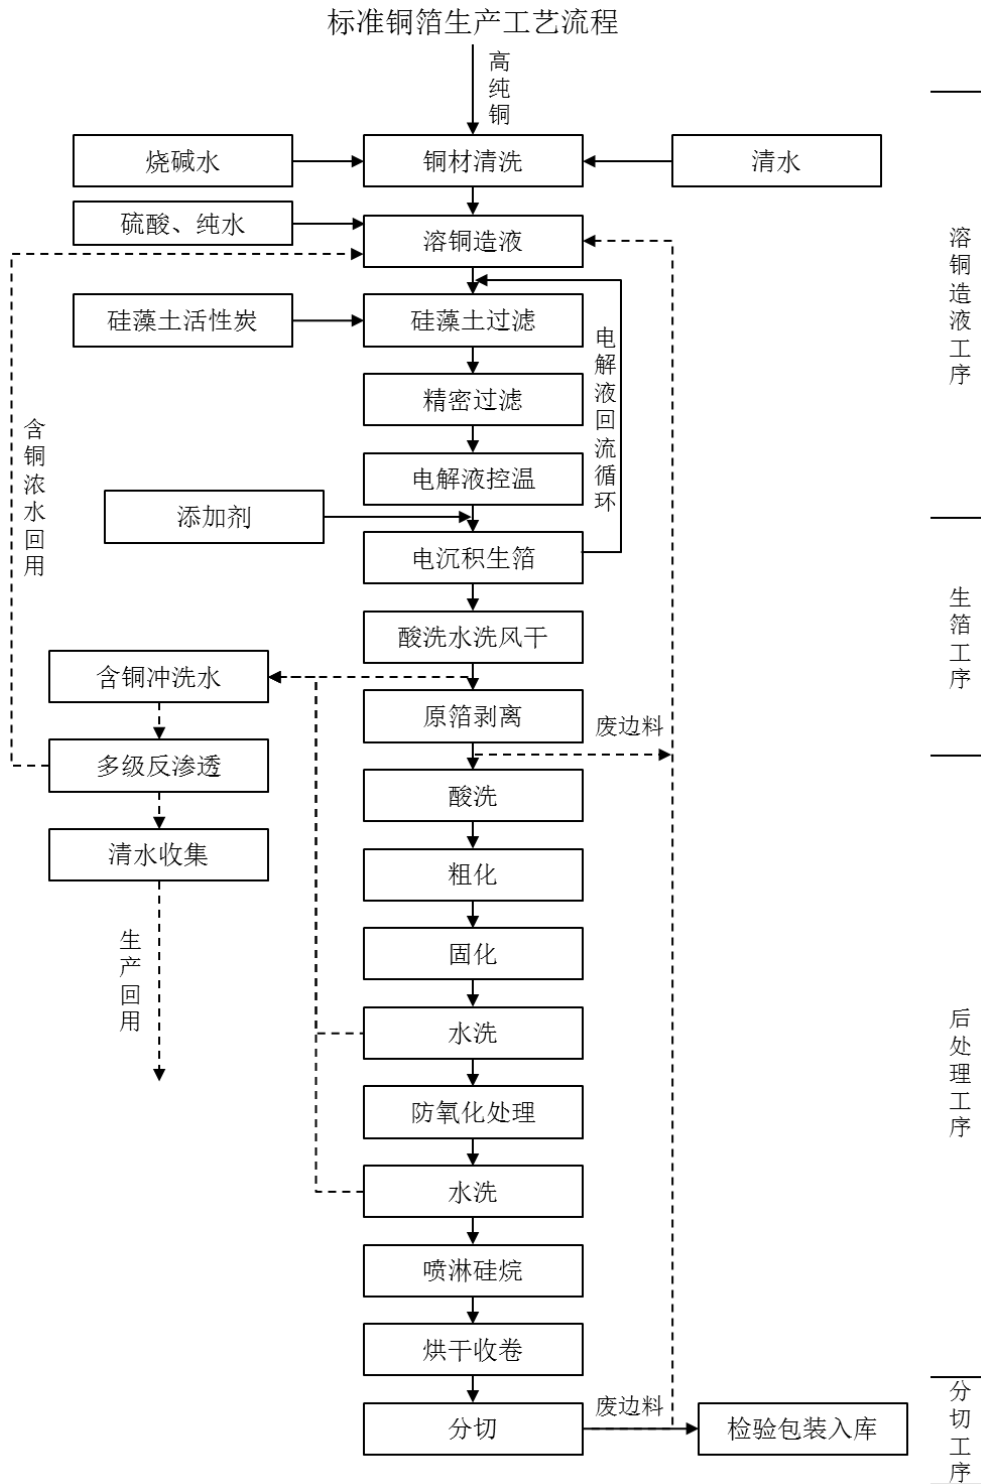 标准铜箔生产工艺流程
高纯铜
烧碱水
铜材清洗
清水
硫酸、纯水
溶铜造液
硅藻土活性炭
硅藻土过滤
精密过滤
电解液控温
电解液回流循环
添加剂
电沉积生箔
酸洗水洗风干
含铜浓水回用
含铜冲洗水
原箔剥离
废边料
多级反渗透
酸洗
清水收集
粗化
生产回用
固化
水洗
防氧化处理
水洗
喷淋硅烷
烘干收卷
分切
废边料
检验包装入库
溶铜造液工序
生箔工序
后处理工序
分切工序